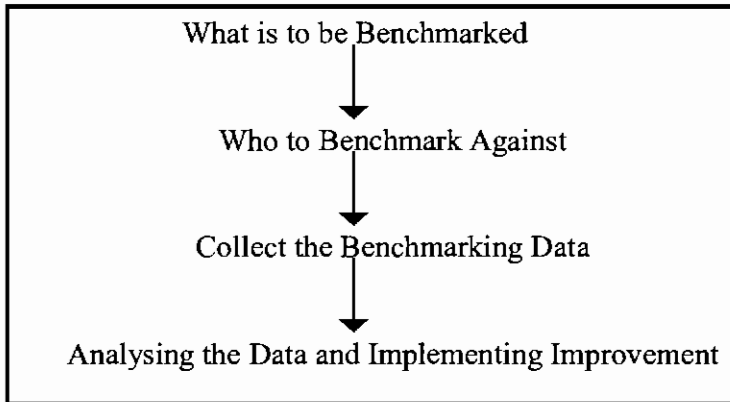 What is to be Benchmarked
Who to Benchmark Against
Collect the Benchmarking Data
Analysing the Data and Implementing Improvement